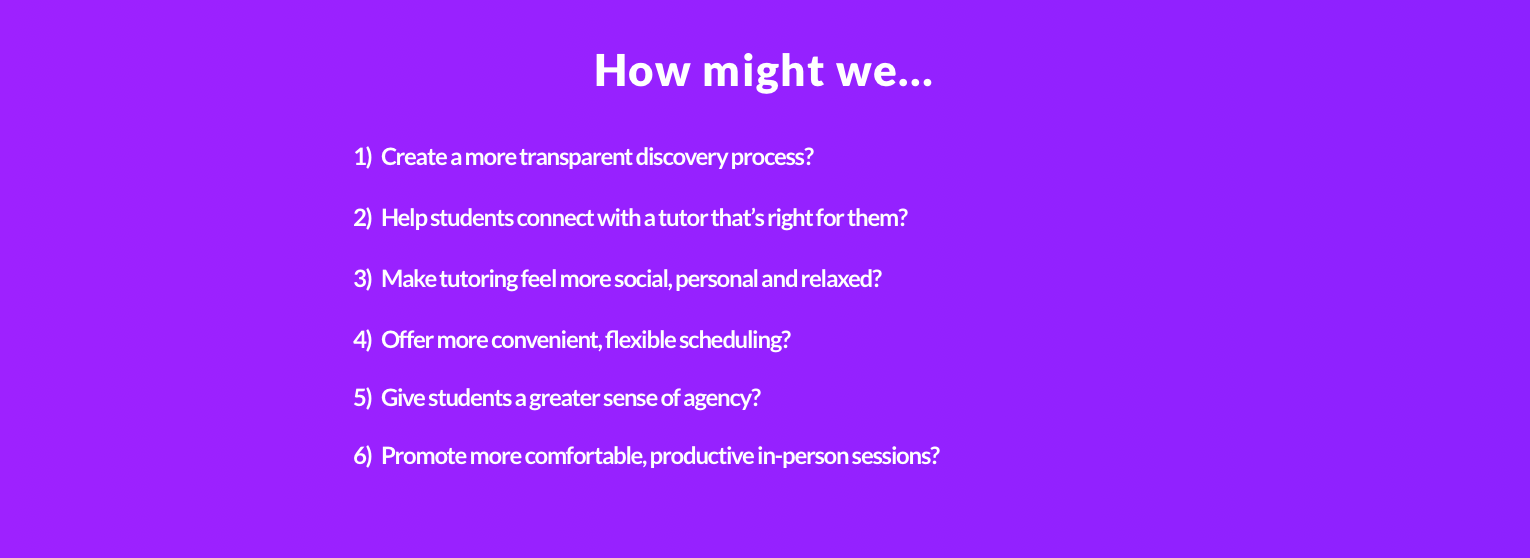 How might we...
1) Create a more transparent discovery process?
2) Help students connect with a tutor that’s right for them?
3) Make tutoring feel more social, personal and relaxed?
4) Offer more convenient, flexible scheduling?
5) Give students a greater sense of agency?
6) Promote more comfortable, productive in-person sessions?